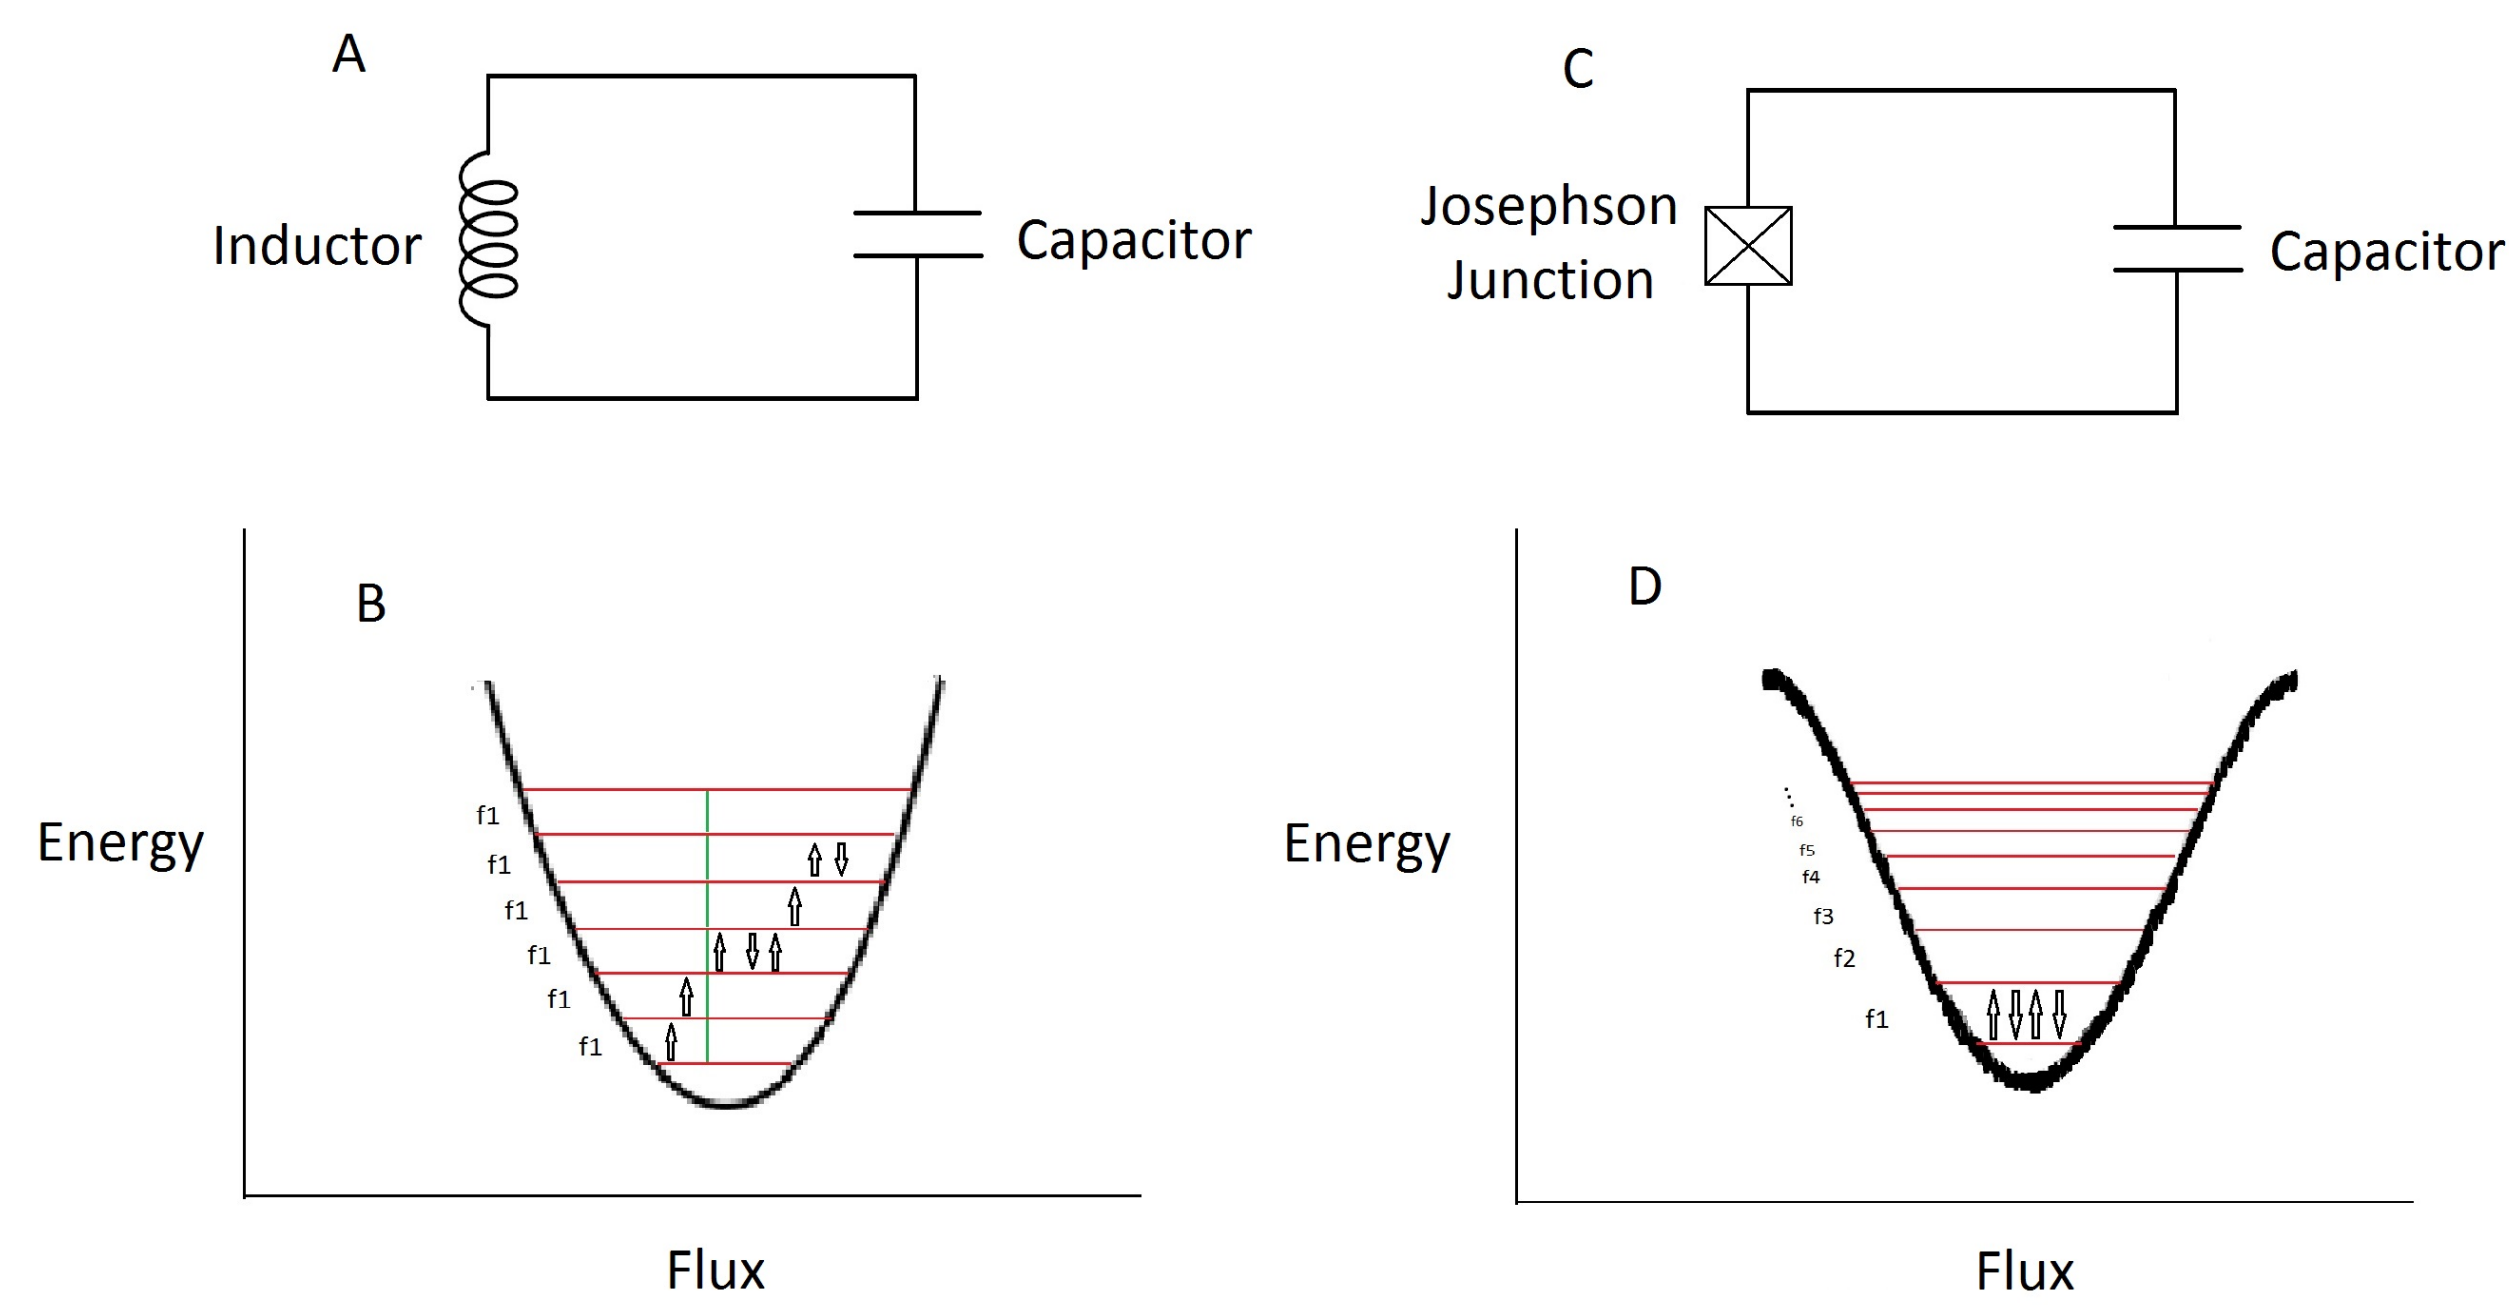 A
Inductor
Capacitor
C
Josephson
Junction
Capacitor
B
Energy
f1
f1
f1
f1
f1
f1
Flux
D
Energy
f6
f5
f4
f3
f2
f1
Flux